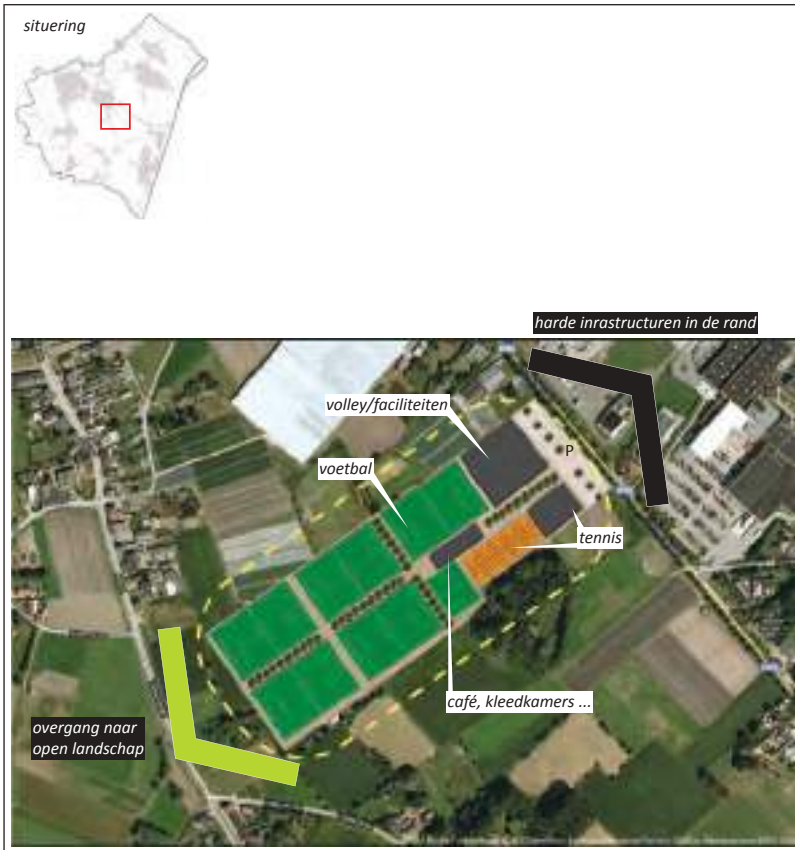 situering
harde inrastructuren in de rand
volley/faciliteiten
P
voetbal
tennis
café, kleedkamers ...
overgang naar
open landschap